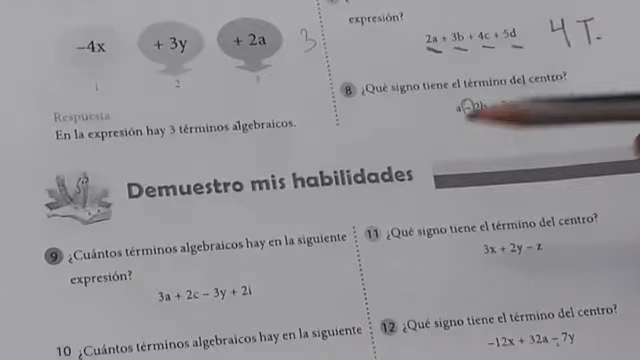 -4x
+ 3y
+ 2a
3
1
2
3
Respuesta
En la expresión hay 3 términos algebraicos.
expresión?
2a + 3b + 4c + 5d
4 T.
8 ¿Qué signo tiene el término del centro?
a - 2b
Demuestro mis habilidades
9 ¿Cuántos términos algebraicos hay en la siguiente
expresión?
3a + 2c - 3y + 2i
10 ¿Cuántos términos algebraicos hay en la siguiente
11 ¿Qué signo tiene el término del centro?
3x + 2y - z
12 ¿Qué signo tiene el término del centro?
-12x + 32a - 7y